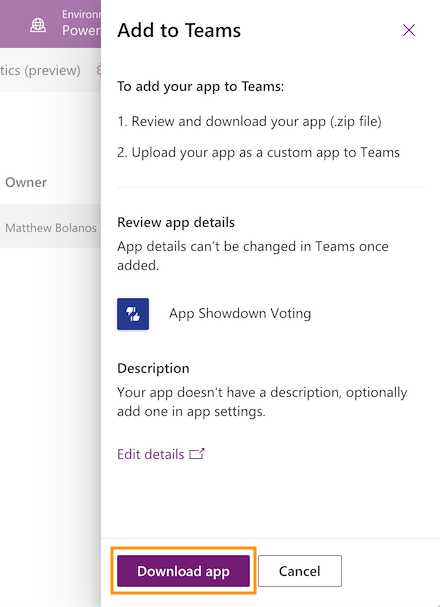 Environ
Power
tics (preview)
Owner
Matthew Bolanos
Add to Teams
To add your app to Teams:
1. Review and download your app (.zip file)
2. Upload your app as a custom app to Teams
Review app details
App details can't be changed in Teams once
added.
App Showdown Voting
Description
Your app doesn't have a description, optionally
add one in app settings.
Edit details
Download app
Cancel